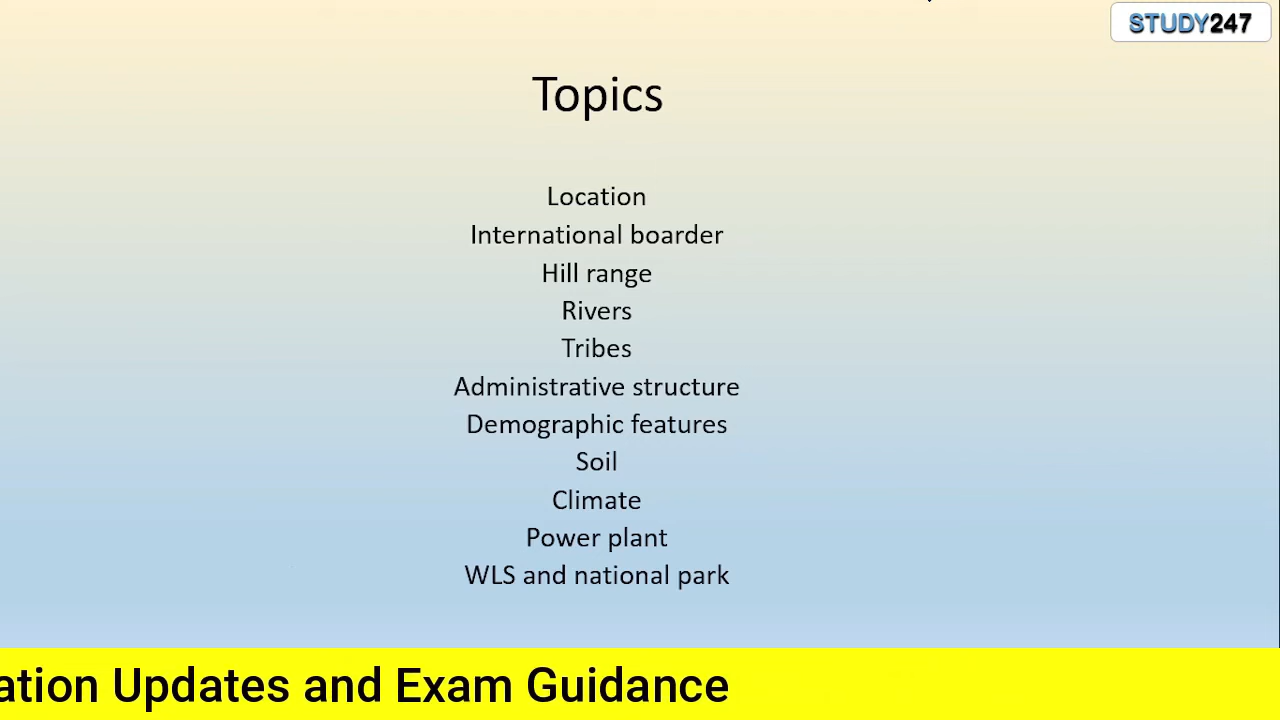 STUDY247
Topics
Location
International boarder
Hill range
Rivers
Tribes
Administrative structure
Demographic features
Soil
Climate
Power plant
WLS and national park
ation Updates and Exam Guidance